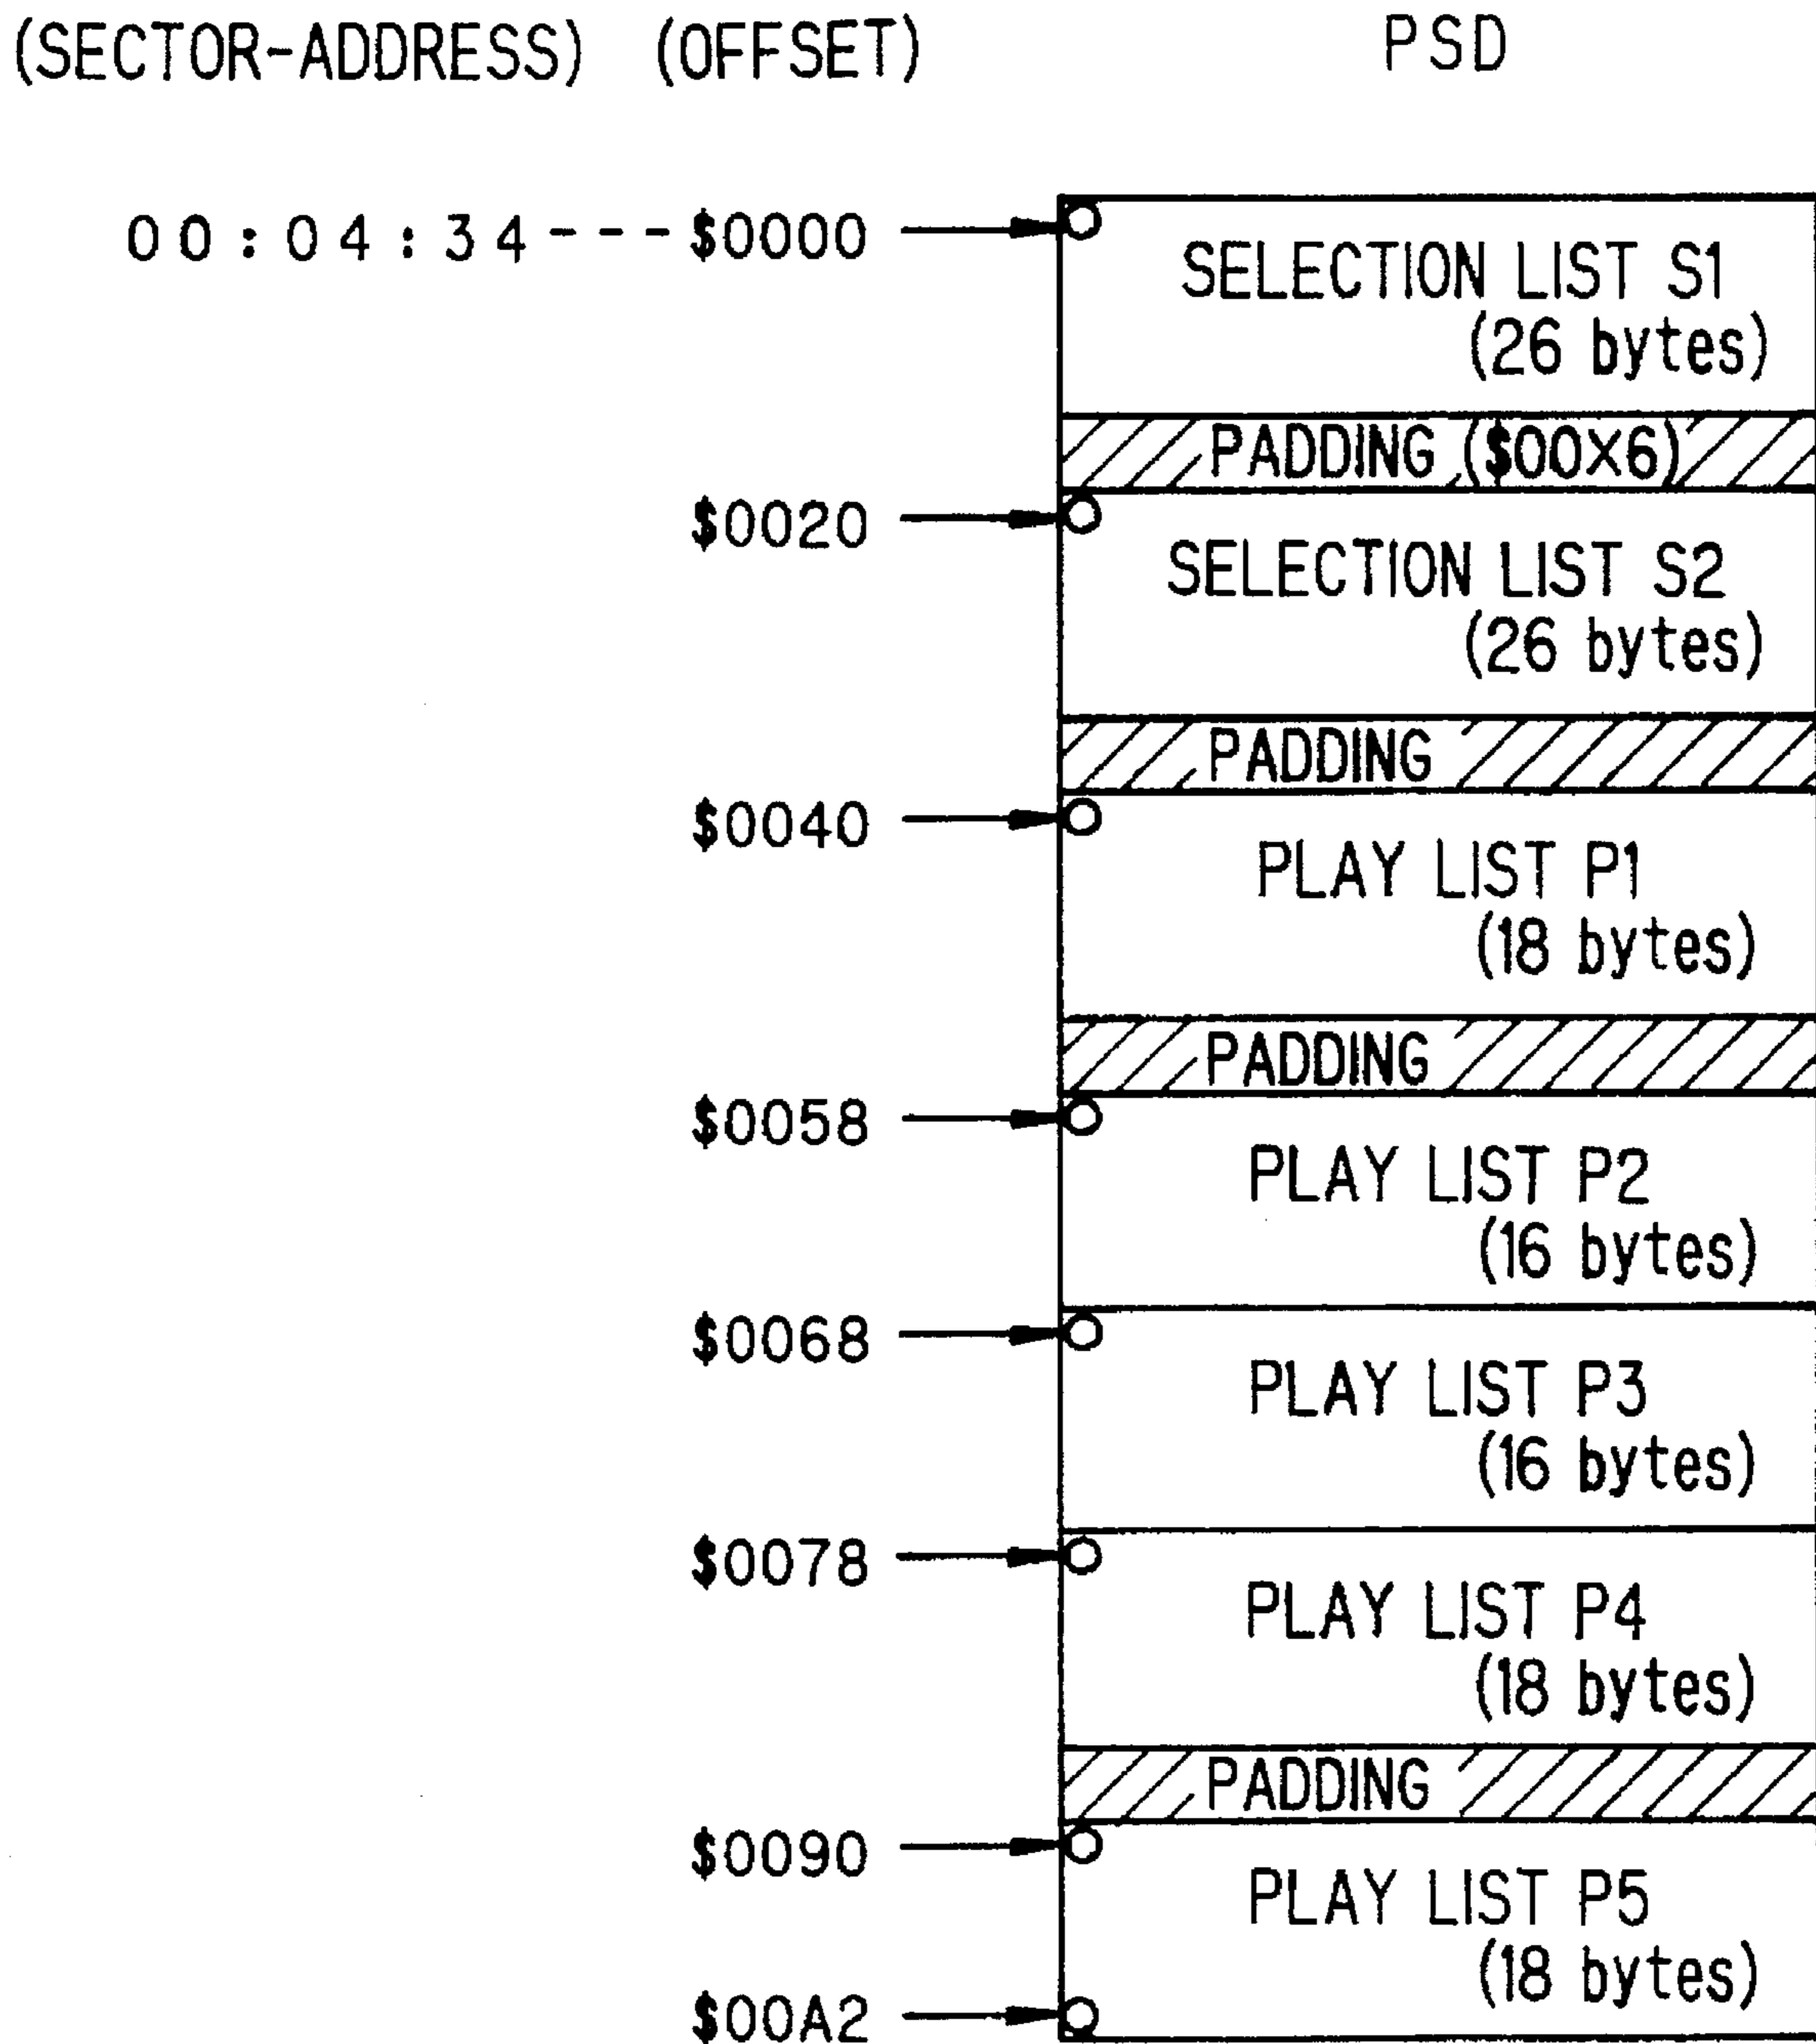 (SECTOR-ADDRESS) (OFFSET) PSD
00:04:34---$0000
SELECTION LIST S1
(26 bytes)
PADDING ($00×6)
$0020
SELECTION LIST S2
(26 bytes)
PADDING
$0040
PLAY LIST P1
(18 bytes)
PADDING
$0058
PLAY LIST P2
(16 bytes)
$0068
PLAY LIST P3
(16 bytes)
$0078
PLAY LIST P4
(18 bytes)
PADDING
$0090
PLAY LIST P5
(18 bytes)
$00A2